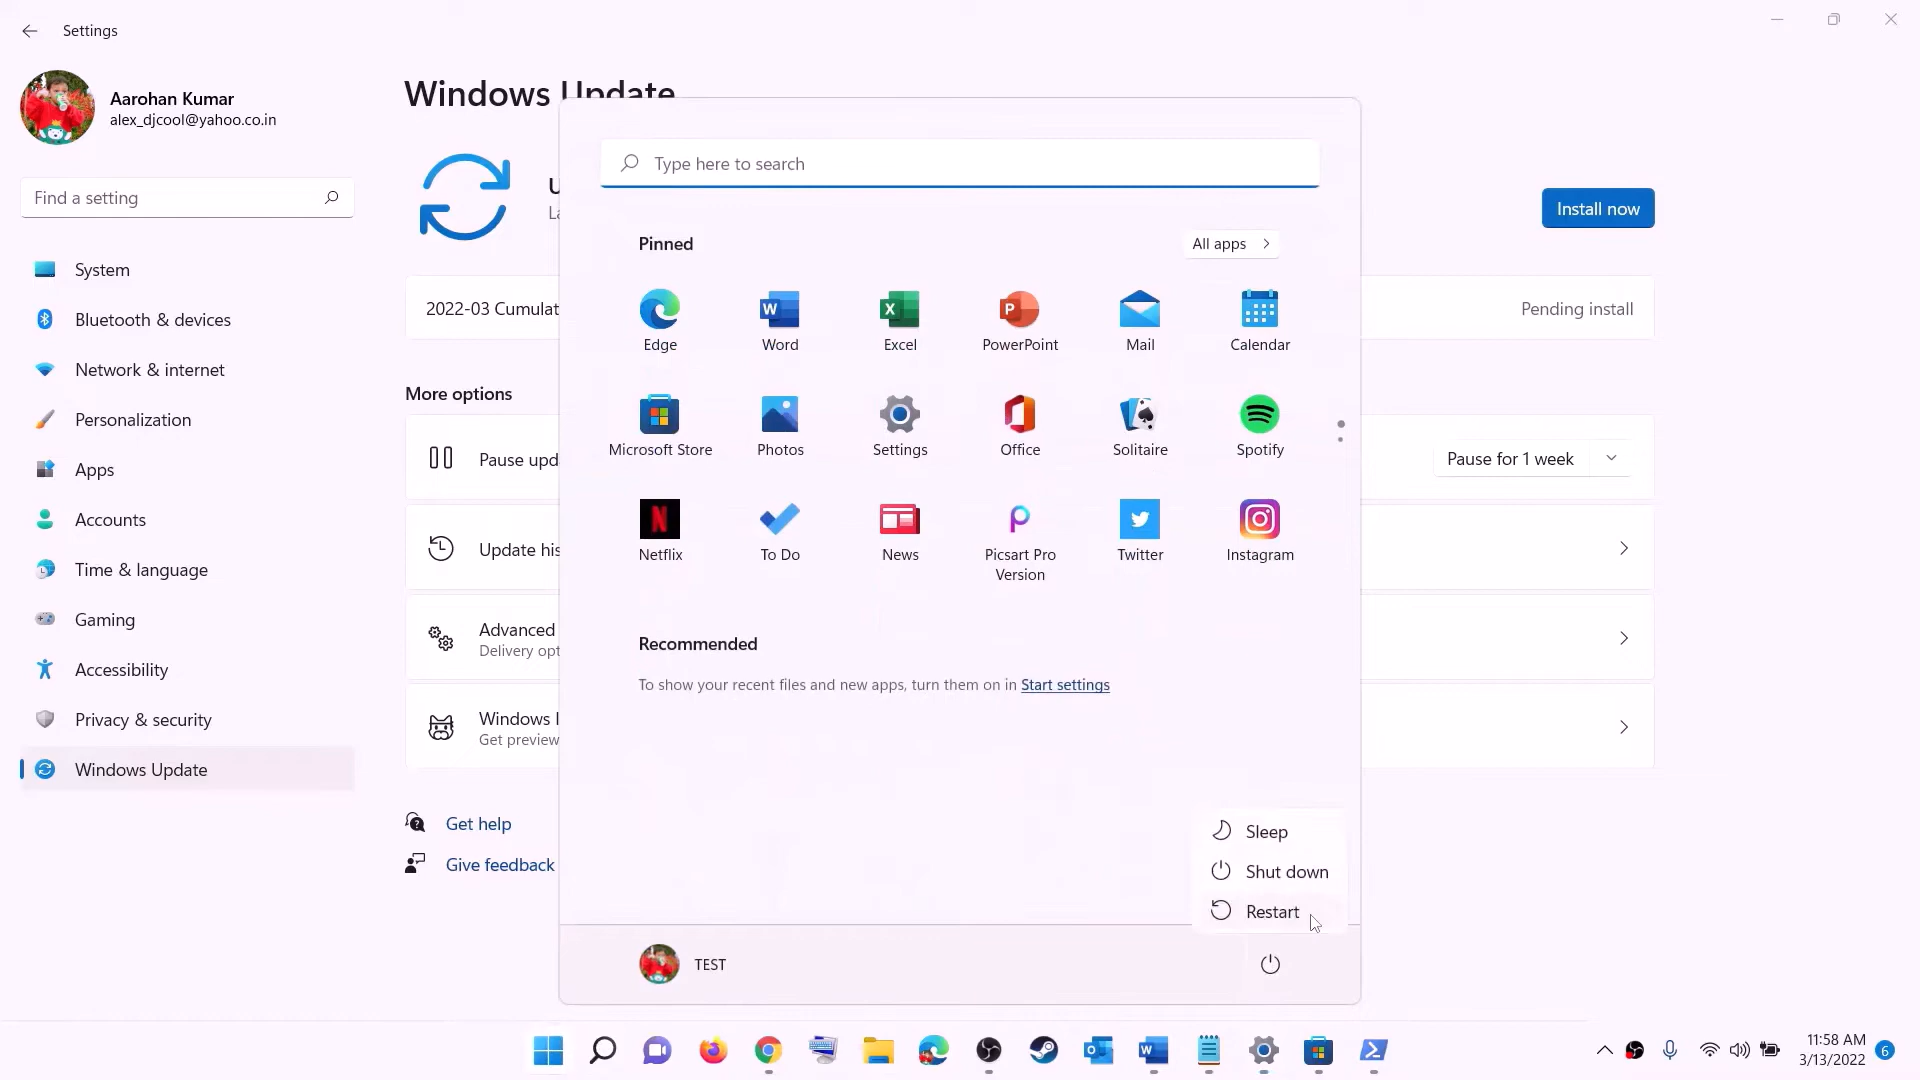 Settings
Aarohan Kumar
alex_djcool@yahoo.co.in
Find a setting
System
Bluetooth & devices
Network & internet
Personalization
Apps
Accounts
Time & language
Gaming
Accessibility
Privacy & security
Windows Update
Windows Update
Install now
2022-03 Cumulat
Pending install
More options
Pause upd
Pause for 1 week
Update his
Advanced
Delivery opt
Windows I
Get preview
Get help
Give feedback
Type here to search
Pinned
All apps
Edge
Word
Excel
PowerPoint
Mail
Calendar
Microsoft Store
Photos
Settings
Office
Solitaire
Spotify
Netflix
To Do
News
Picsart Pro
Version
Twitter
Instagram
Recommended
To show your recent files and new apps, turn them on in Start settings
Sleep
Shut down
Restart
TEST
11:58 AM
3/13/2022
6